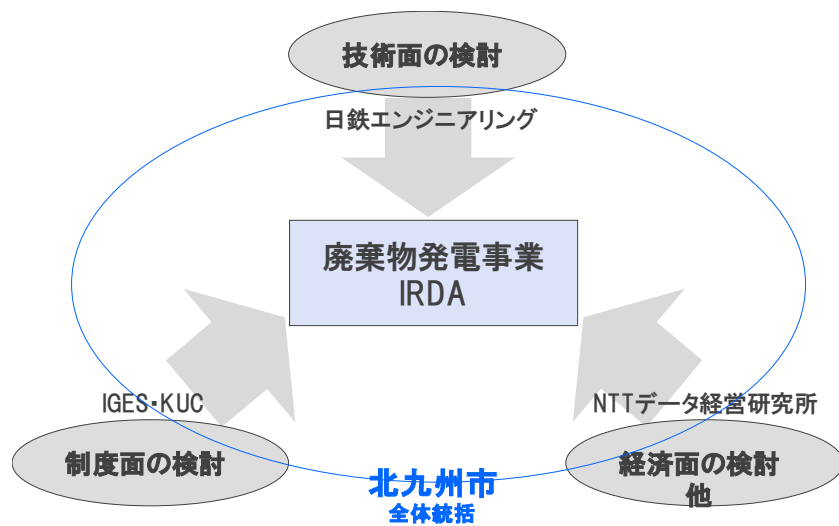 技術面の検討
日鉄エンジニアリング
廃棄物発電事業
IRDA
IGES・KUC
NTTデータ経営研究所
制度面の検討
経済面の検討
他
北九州市
全体統括